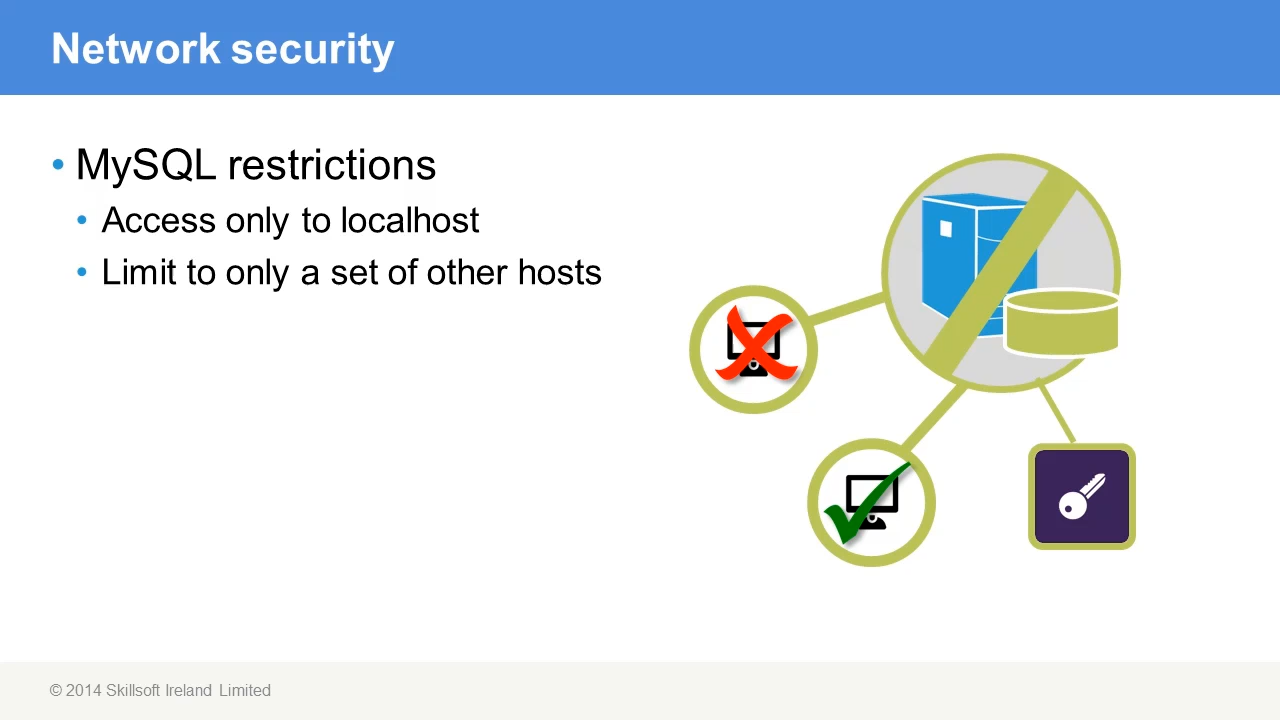 Network security
• MySQL restrictions
• Access only to localhost
• Limit to only a set of other hosts
© 2014 Skillsoft Ireland Limited